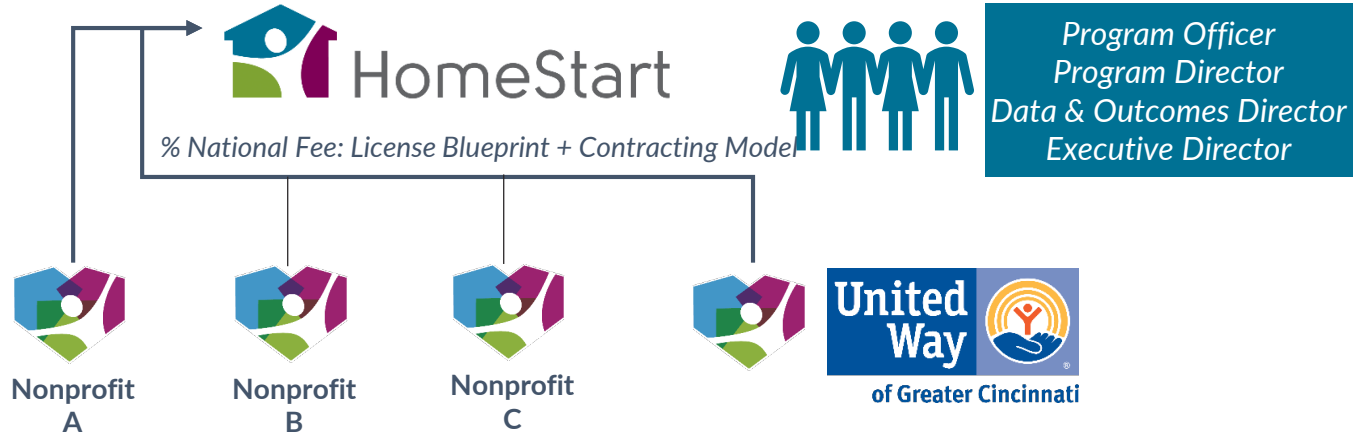 HomeStart
Program Officer
Program Director
Data & Outcomes Director
Executive Director
% National Fee: License Blueprint + Contracting Model
United
Way
®
of Greater Cincinnati
Nonprofit
A
Nonprofit
B
Nonprofit
C